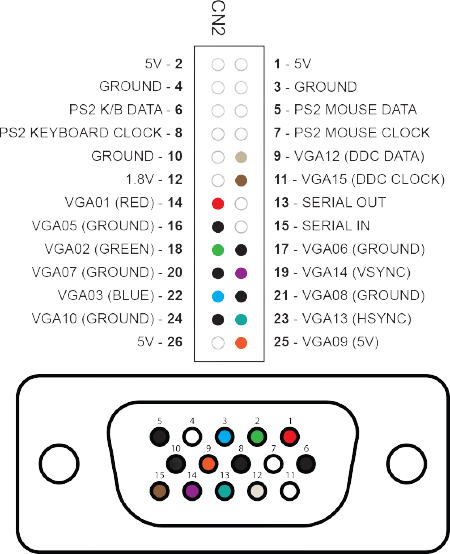 CN2
5V - 2 1 - 5V
GROUND - 4 3 - GROUND
PS2 K/B DATA - 6 5 - PS2 MOUSE DATA
PS2 KEYBOARD CLOCK - 8 7 - PS2 MOUSE CLOCK
GROUND - 10 9 - VGA12 (DDC DATA)
1.8V - 12 11 - VGA15 (DDC CLOCK)
VGA01 (RED) - 14 13 - SERIAL OUT
VGA05 (GROUND) - 16 15 - SERIAL IN
VGA02 (GREEN) - 18 17 - VGA06 (GROUND)
VGA07 (GROUND) - 20 19 - VGA14 (VSYNC)
VGA03 (BLUE) - 22 21 - VGA08 (GROUND)
VGA10 (GROUND) - 24 23 - VGA13 (HSYNC)
5V - 26 25 - VGA09 (5V)
5 4 3 2 1
10 9 8 7 6
15 14 13 12 11